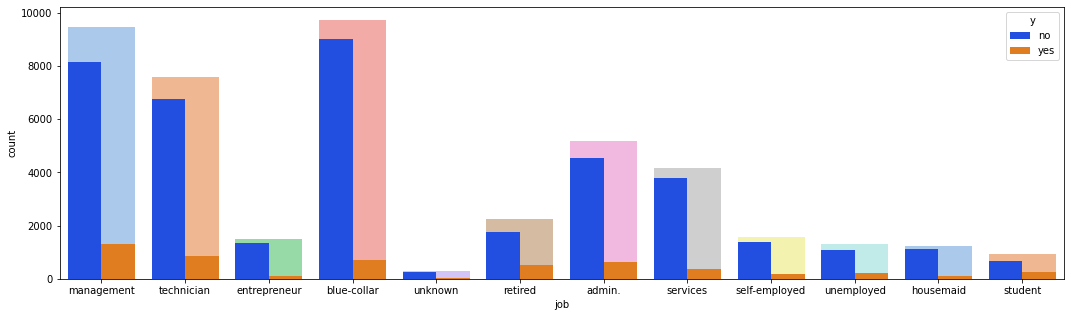 10000
8000
6000
4000
2000
0
count
y
no
yes
management technician entrepreneur blue-collar unknown retired admin. services self-employed unemployed housemaid student
job